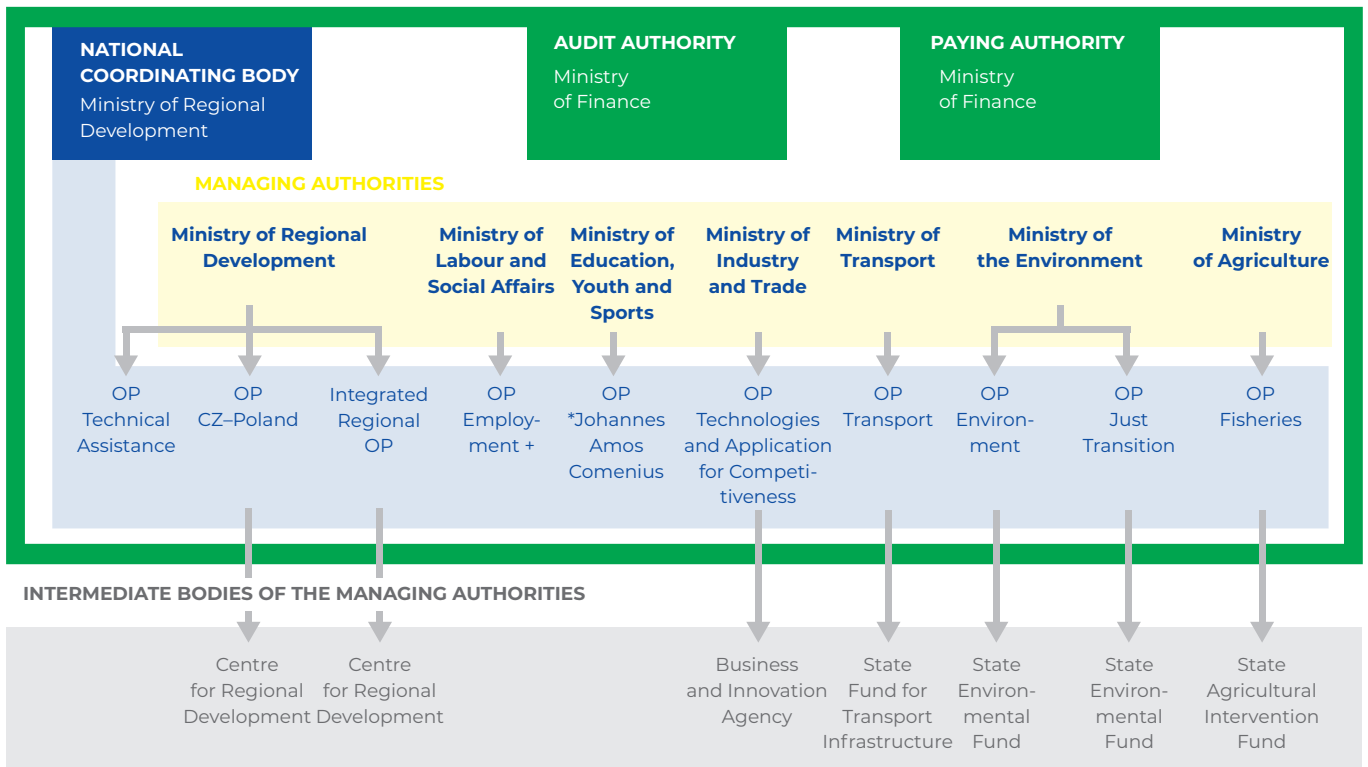 NATIONAL
COORDINATING BODY
Ministry of Regional
Development
AUDIT AUTHORITY
Ministry
of Finance
PAYING AUTHORITY
Ministry
of Finance
MANAGING AUTHORITIES
Ministry of Regional
Development
Ministry of
Labour and
Social Affairs
Ministry of
Education,
Youth and
Sports
Ministry of
Industry
and Trade
Ministry of
Transport
Ministry of
the Environment
Ministry
of Agriculture
OP
Technical
Assistance
OP
CZ–Poland
Integrated
Regional
OP
OP
Employ-
ment +
OP
*Johannes
Amos
Comenius
OP
Technologies
and Application
for Competi-
tiveness
OP
Transport
OP
Environ-
ment
OP
Just
Transition
OP
Fisheries
INTERMEDIATE BODIES OF THE MANAGING AUTHORITIES
Centre
for Regional
Development
Centre
for Regional
Development
Business
and Innovation
Agency
State
Fund for
Transport
Infrastructure
State
Environ-
mental
Fund
State
Environ-
mental
Fund
State
Agricultural
Intervention
Fund